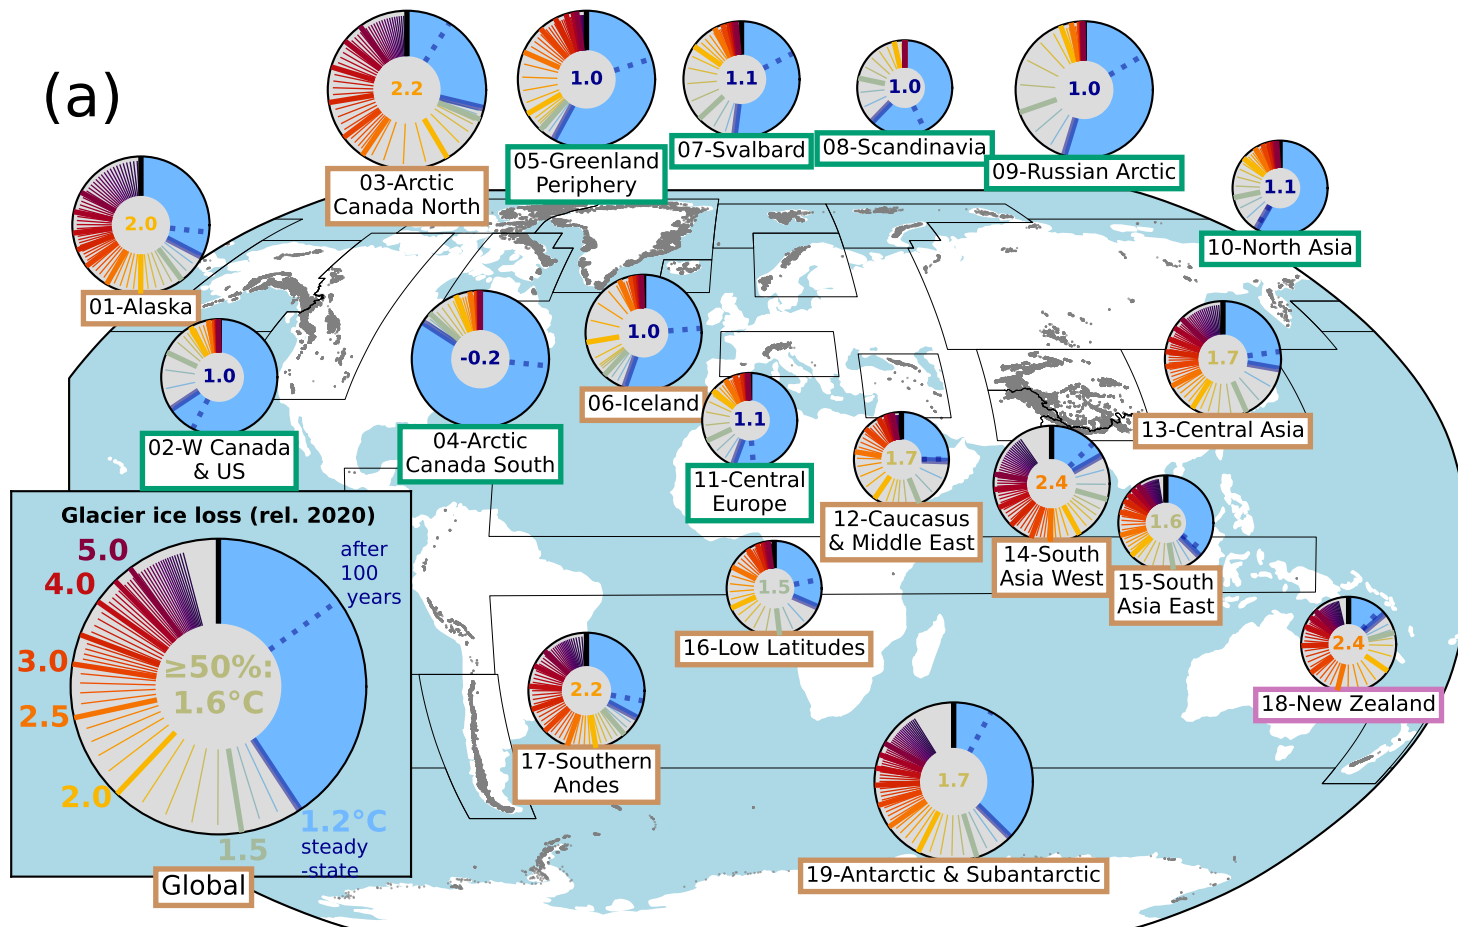 (a)
2.2
03-Arctic
Canada North
1.0
05-Greenland
Periphery
1.1
07-Svalbard
1.0
08-Scandinavia
1.0
09-Russian Arctic
1.1
10-North Asia
2.0
01-Alaska
1.0
02-W Canada
& US
-0.2
04-Arctic
Canada South
1.0
06-Iceland
1.1
11-Central
Europe
1.7
12-Caucasus
& Middle East
1.7
13-Central Asia
2.4
14-South
Asia West
1.6
15-South
Asia East
1.5
16-Low Latitudes
2.2
17-Southern
Andes
2.4
18-New Zealand
1.7
19-Antarctic & Subantarctic
Glacier ice loss (rel. 2020)
5.0
4.0
3.0
2.5
2.0
1.5
1.2°C
steady
-state
after
100
years
≥50%:
1.6°C
Global